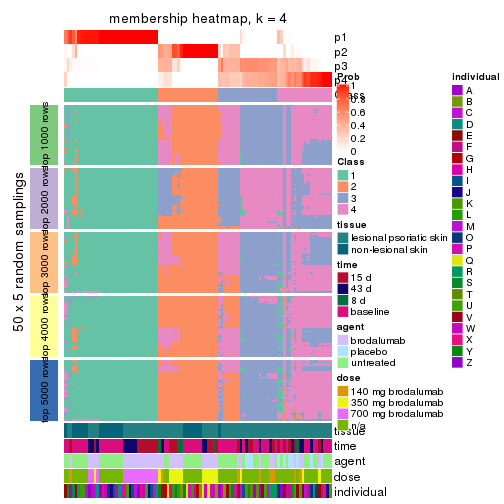 membership heatmap, k = 4
p1
p2
p3
p4
Class
50 x 5 random samplings
top 1000 rows
top 2000 rows
top 3000 rows
top 4000 rows
top 5000 rows
tissue
time
agent
dose
individual
Prob
1
0.8
0.6
0.4
0.2
0
Class
1
2
3
4
tissue
lesional psoriatic skin
non-lesional skin
time
15 d
43 d
8 d
baseline
agent
brodalumab
placebo
untreated
dose
140 mg brodalumab
350 mg brodalumab
700 mg brodalumab
n/a
individual
A
B
C
D
E
F
G
H
I
J
K
L
M
O
P
Q
R
S
T
U
V
W
X
Y
Z